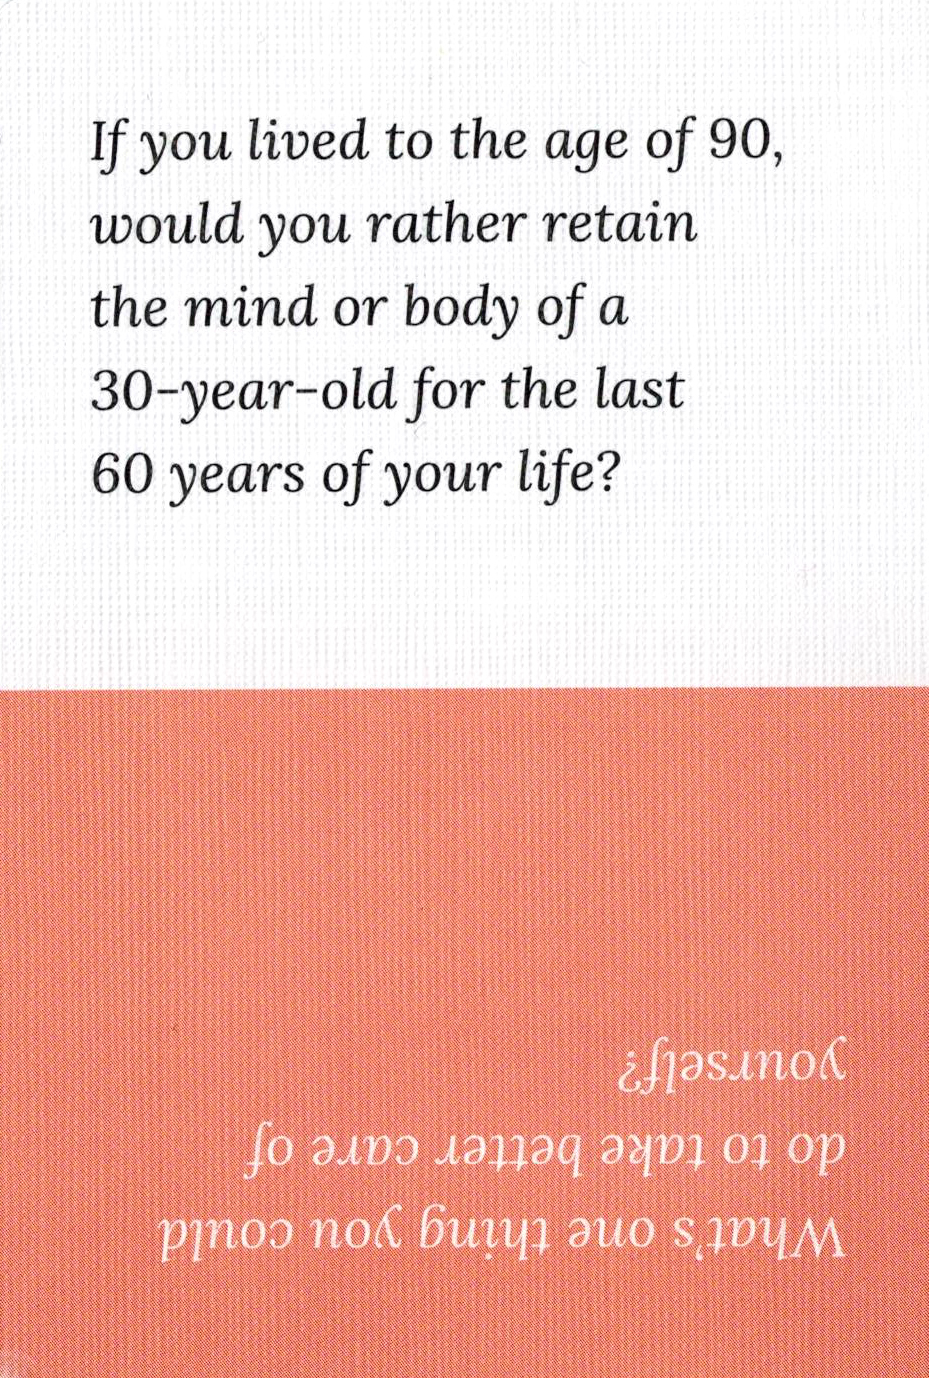 If you lived to the age of 90,
would you rather retain
the mind or body of a
30-year-old for the last
60 years of your life?
What's one thing you could
do to take better care of
yourself?